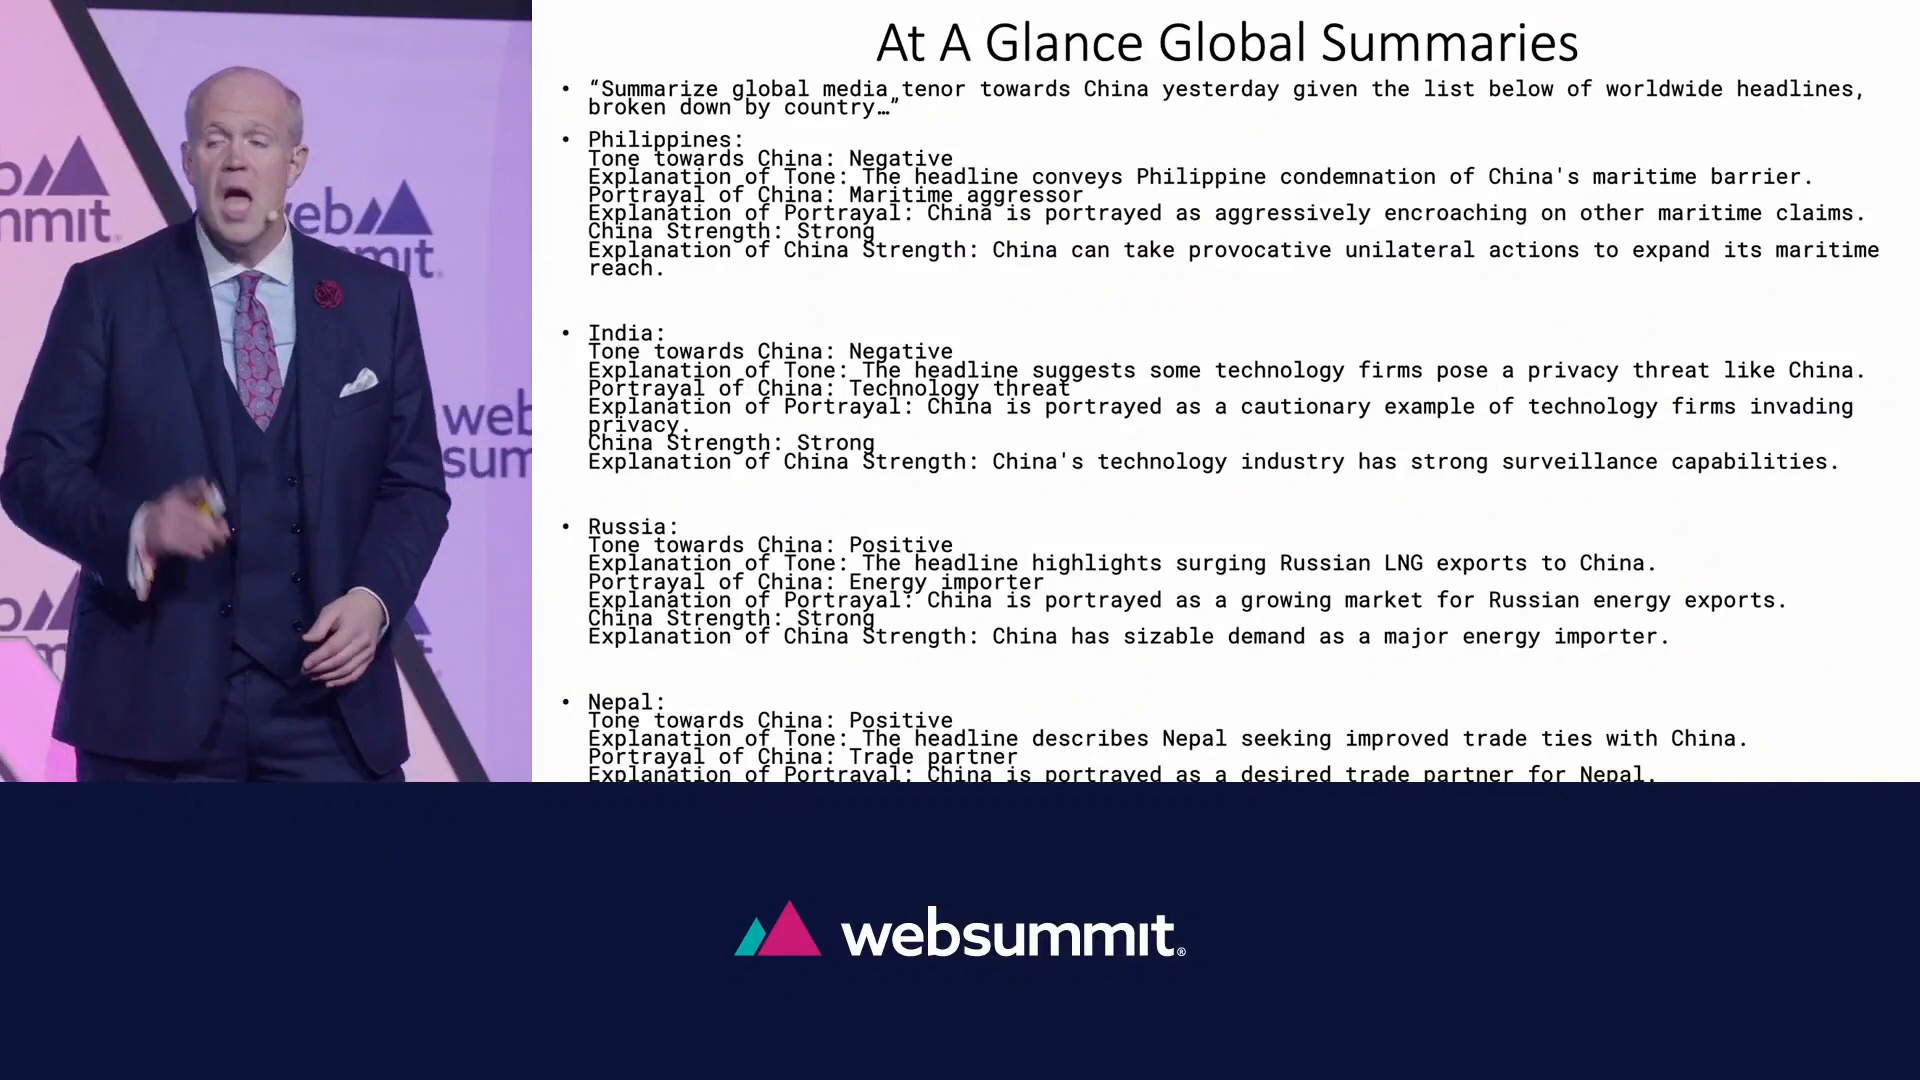 At A Glance Global Summaries
• “Summarize global media tenor towards China yesterday given the list below of worldwide headlines,
broken down by country…”
• Philippines:
Tone towards China: Negative
Explanation of Tone: The headline conveys Philippine condemnation of China's maritime barrier.
Portrayal of China: Maritime aggressor
Explanation of Portrayal: China is portrayed as aggressively encroaching on other maritime claims.
China Strength: Strong
Explanation of China Strength: China can take provocative unilateral actions to expand its maritime
reach.
• India:
Tone towards China: Negative
Explanation of Tone: The headline suggests some technology firms pose a privacy threat like China.
Portrayal of China: Technology threat
Explanation of Portrayal: China is portrayed as a cautionary example of technology firms invading
privacy.
China Strength: Strong
Explanation of China Strength: China's technology industry has strong surveillance capabilities.
• Russia:
Tone towards China: Positive
Explanation of Tone: The headline highlights surging Russian LNG exports to China.
Portrayal of China: Energy importer
Explanation of Portrayal: China is portrayed as a growing market for Russian energy exports.
China Strength: Strong
Explanation of China Strength: China has sizable demand as a major energy importer.
• Nepal:
Tone towards China: Positive
Explanation of Tone: The headline describes Nepal seeking improved trade ties with China.
Portrayal of China: Trade partner
Explanation of Portrayal: China is portrayed as a desired trade partner for Nepal.
b
mmit.
web
mmit.
web
sum
b
websummit®